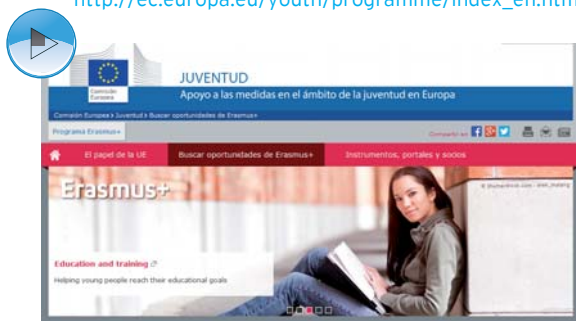 http://ec.europa.eu/youth/programme/index_en.htm
Comisión
Europea
JUVENTUD
Apoyo a las medidas en el ámbito de la juventud en Europa
Comisión Europea > Juventud > Buscar oportunidades de Erasmus+
Programa Erasmus+
Compartir en
El papel de la UE
Buscar oportunidades de Erasmus+
Instrumentos, portales y socios
Erasmus+
Education and training
Helping young people reach their educational goals